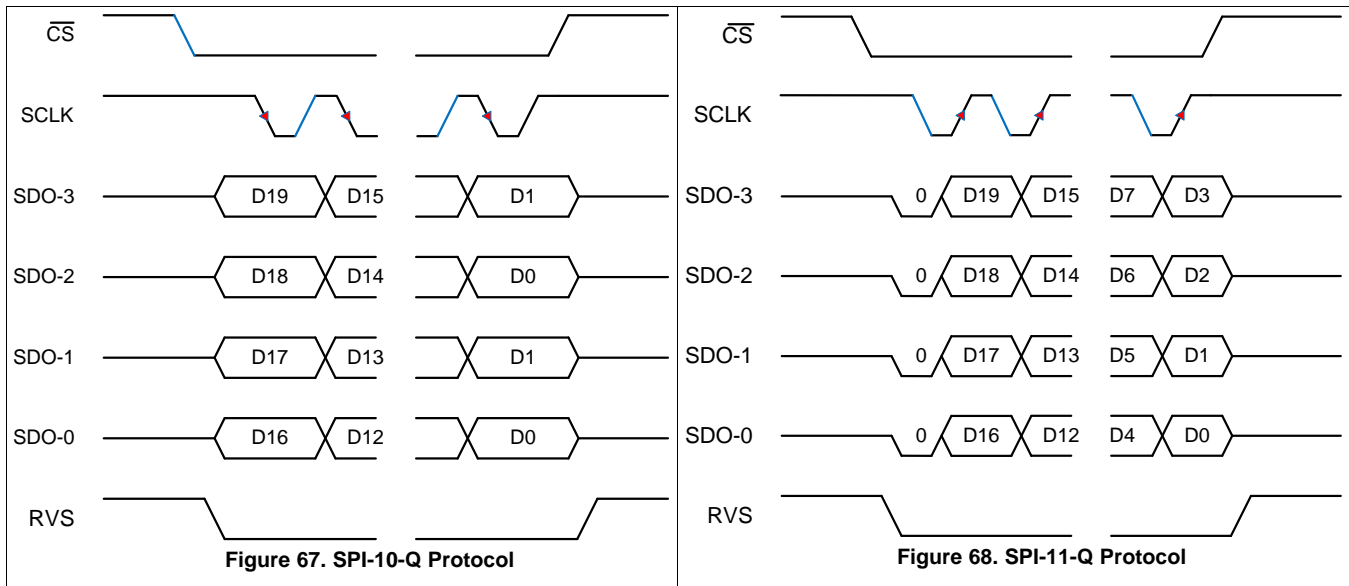 CS
SCLK
SDO-3 D19 D15 D1
SDO-2 D18 D14 D0
SDO-1 D17 D13 D1
SDO-0 D16 D12 D0
RVS
Figure 67. SPI-10-Q Protocol
CS
SCLK
SDO-3 0 D19 D15 D7 D3
SDO-2 0 D18 D14 D6 D2
SDO-1 0 D17 D13 D5 D1
SDO-0 0 D16 D12 D4 D0
RVS
Figure 68. SPI-11-Q Protocol